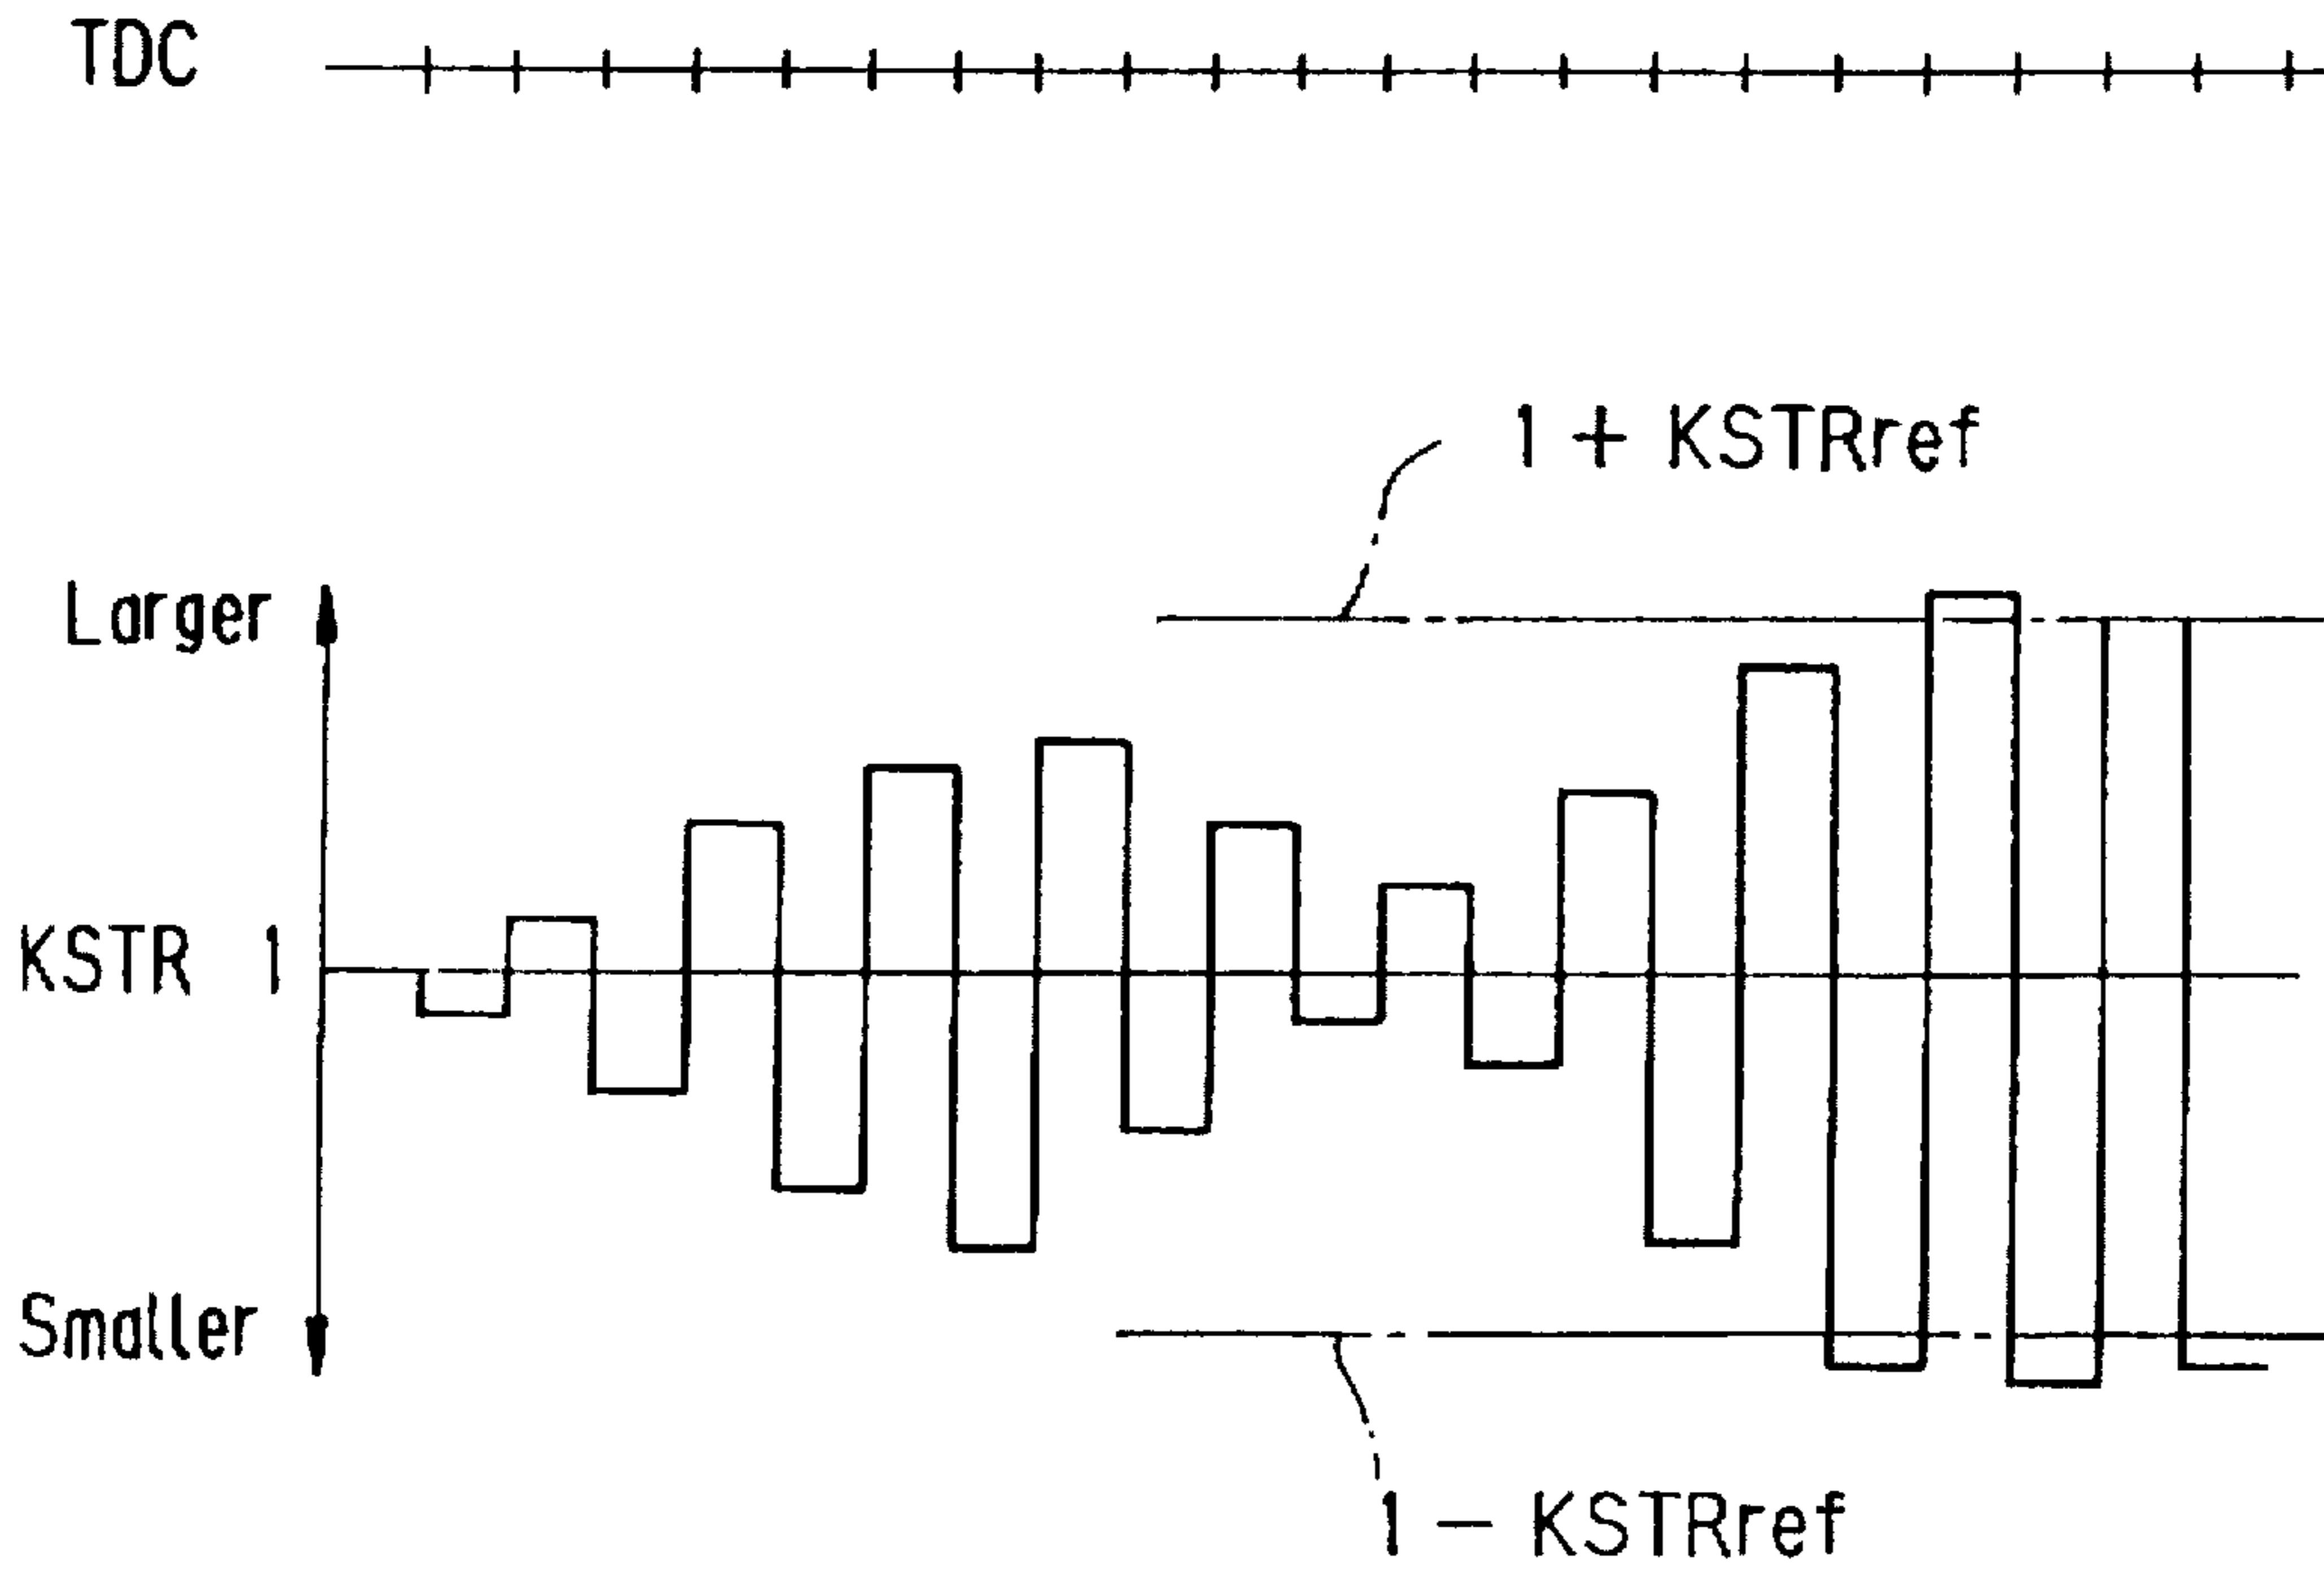 TDC
1 + KSTRref
Larger
KSTR 1
Smaller
1 − KSTRref